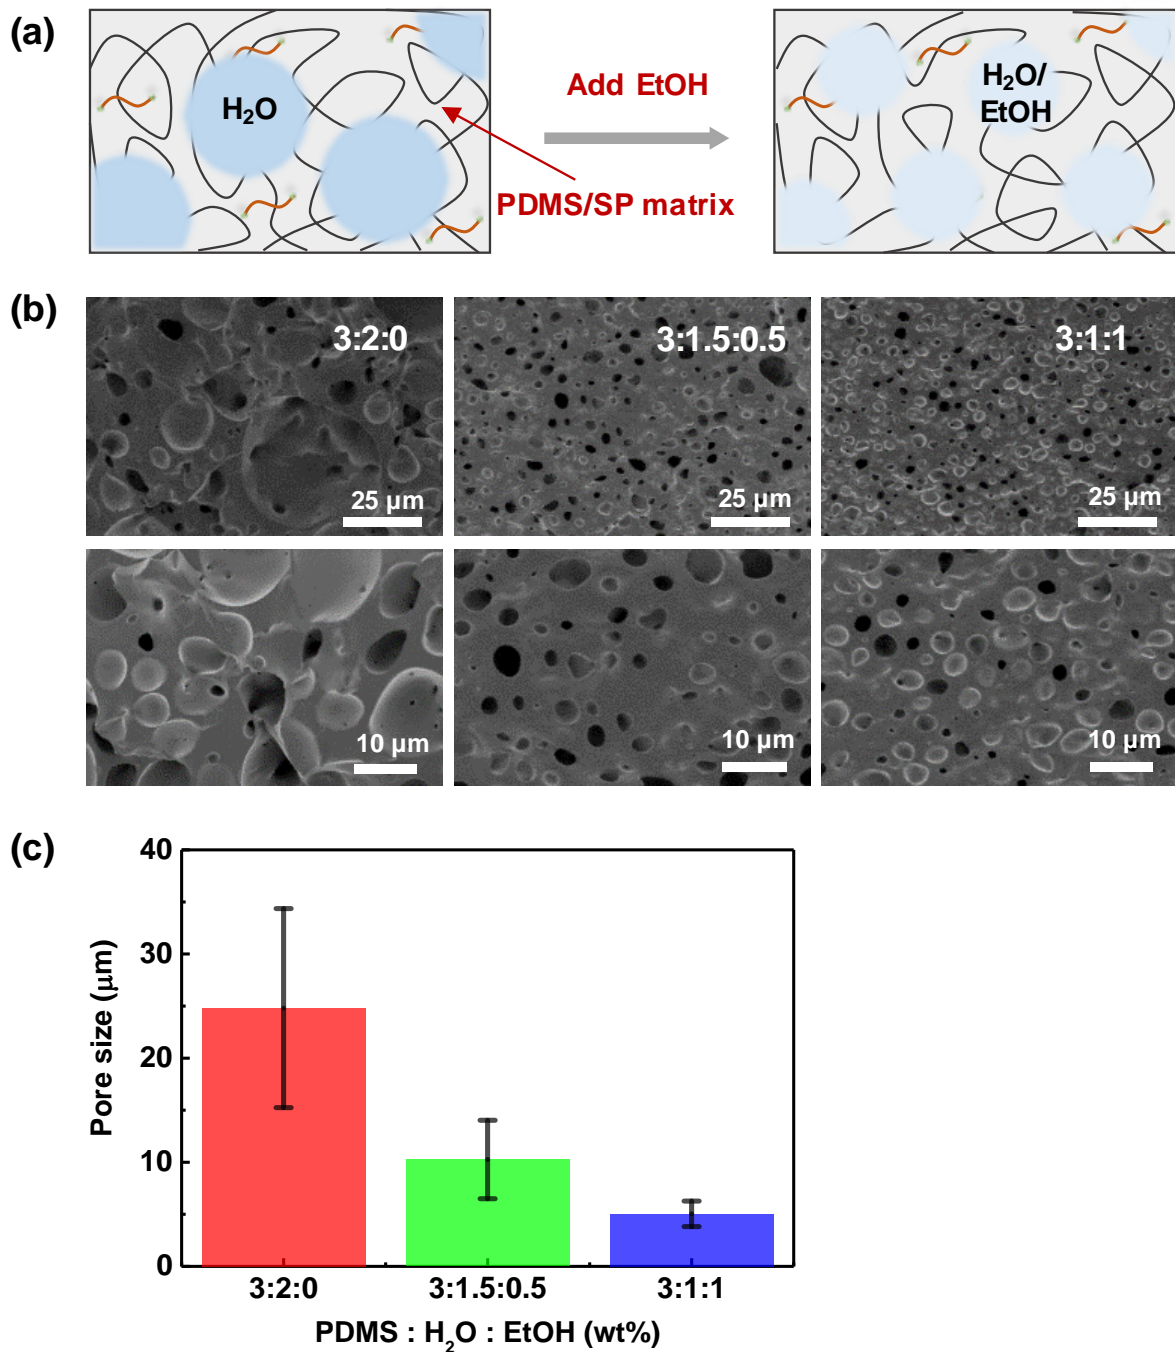 (a)
H₂O
Add EtOH
PDMS/SP matrix
H₂O/
EtOH
(b)
3:2:0
3:1.5:0.5
3:1:1
25 μm
25 μm
25 μm
10 μm
10 μm
10 μm
(c)
Pore size (μm)
40
30
20
10
0
3:2:0
3:1.5:0.5
3:1:1
PDMS : H₂O : EtOH (wt%)